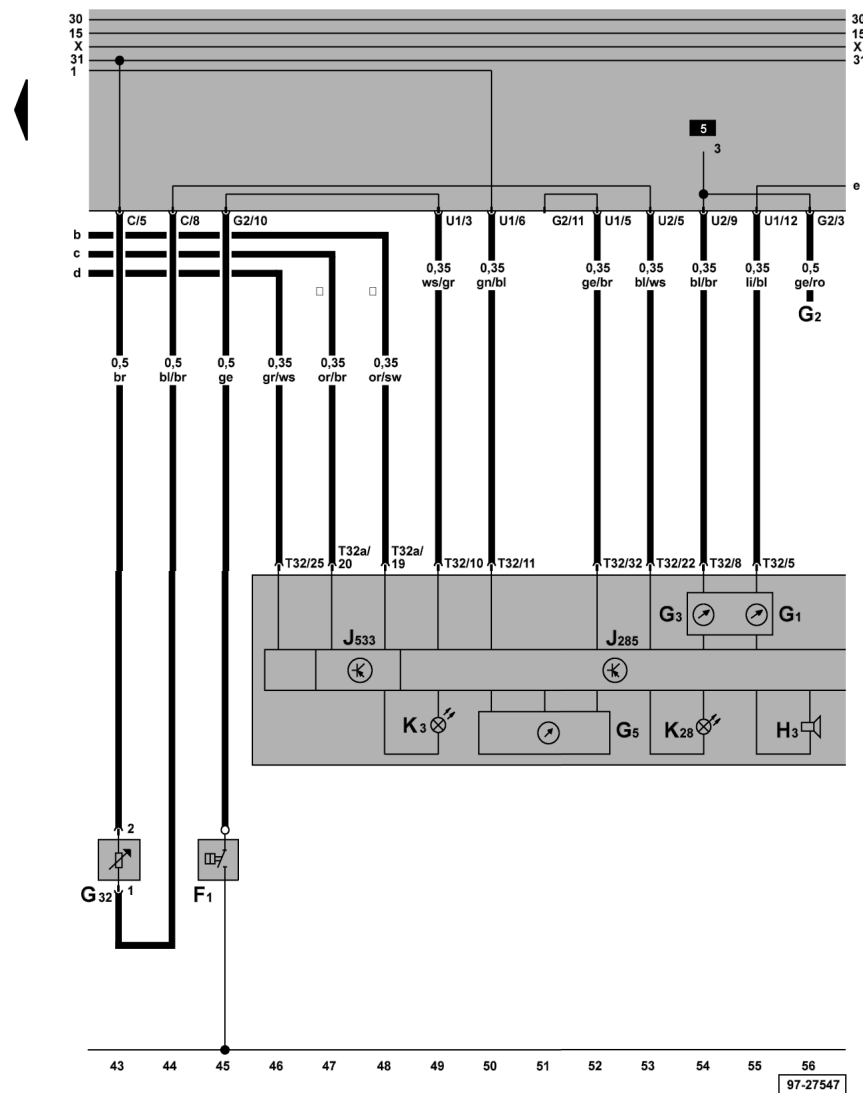 30 30
15 15
X X
31 31
1
5
3
e
C/5 C/8 G2/10 U1/3 U1/6 G2/11 U1/5 U2/5 U2/9 U1/12 G2/3
b
c
d
0,35 ws/gr
0,35 gn/bl
0,35 ge/br
0,35 bl/ws
0,35 bl/br
0,35 li/bl
0,5 ge/ro
G2
0,5 br
0,5 bl/br
0,5 ge
0,35 gr/ws
0,35 or/br
0,35 or/sw
T32/25 T32a/20 T32a/19 T32/10 T32/11 T32/32 T32/22 T32/8 T32/5
G3 G1
J533 J285
K3 G5 K28 H3
2
G32 1 F1
43 44 45 46 47 48 49 50 51 52 53 54 55 56
97-27547